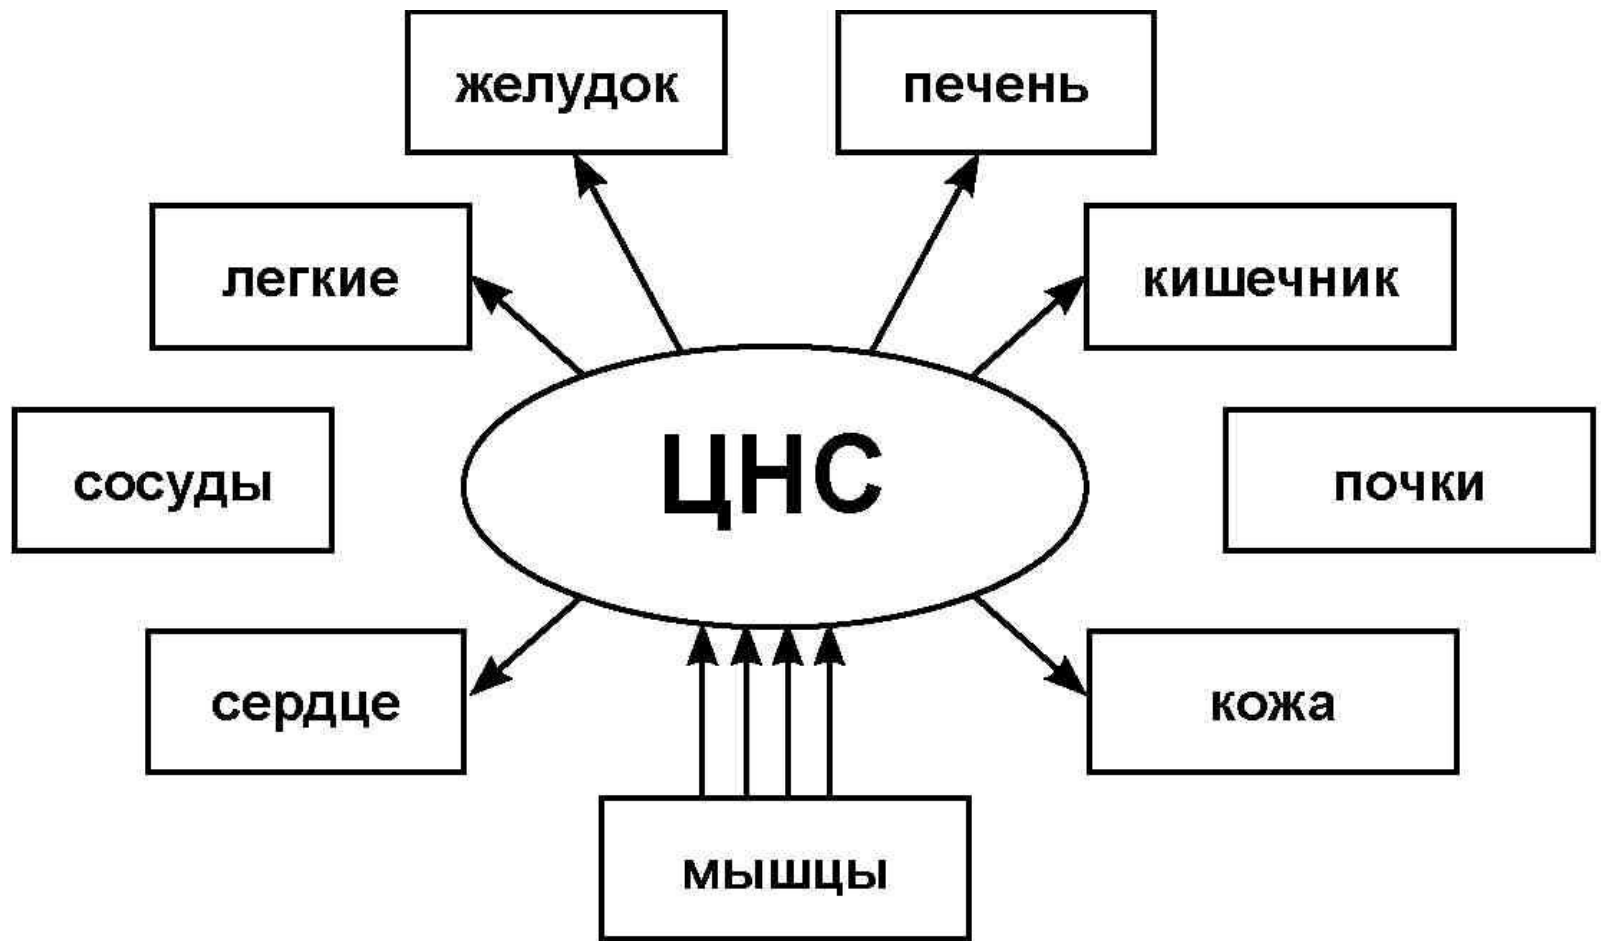 желудок
печень
легкие
кишечник
ЦНС
сосуды
почки
сердце
кожа
мышцы